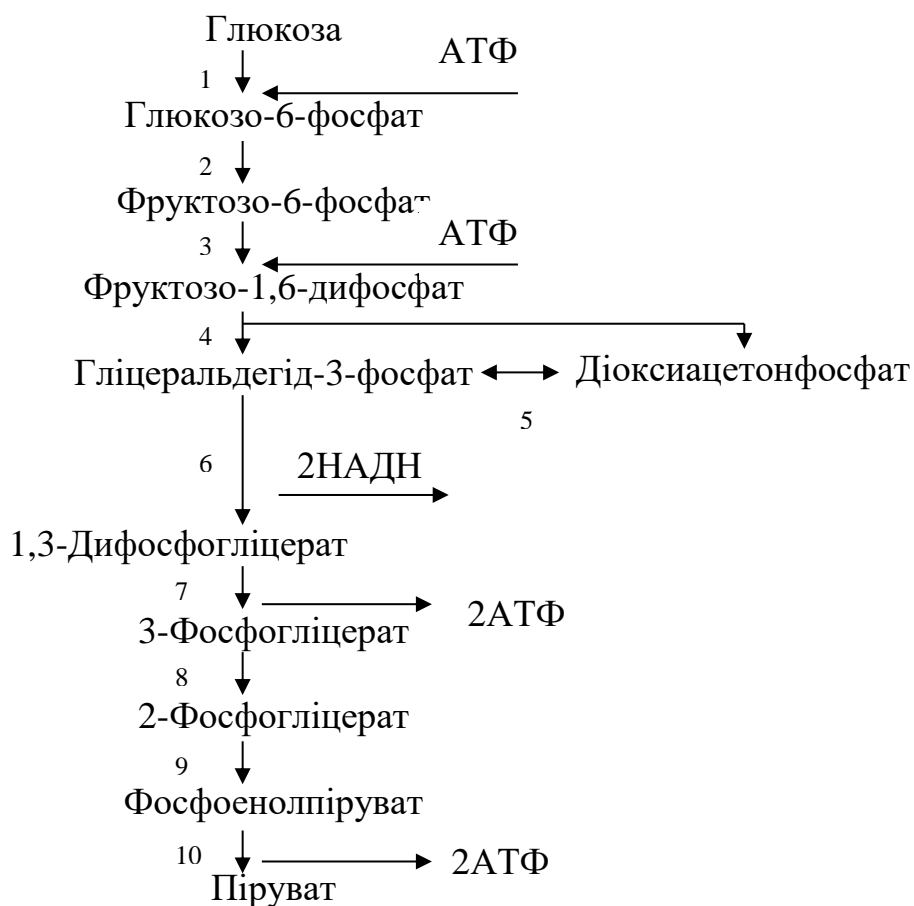 Глюкоза
АТФ
1
Глюкозо-6-фосфат
2
Фруктозо-6-фосфат
АТФ
3
Фруктозо-1,6-дифосфат
4
Гліцеральдегід-3-фосфат
Діоксиацетонфосфат
5
6
2НАДН
1,3-Дифосфогліцерат
7
2АТФ
3-Фосфогліцерат
8
2-Фосфогліцерат
9
Фосфоенолпіруват
10
2АТФ
Піруват